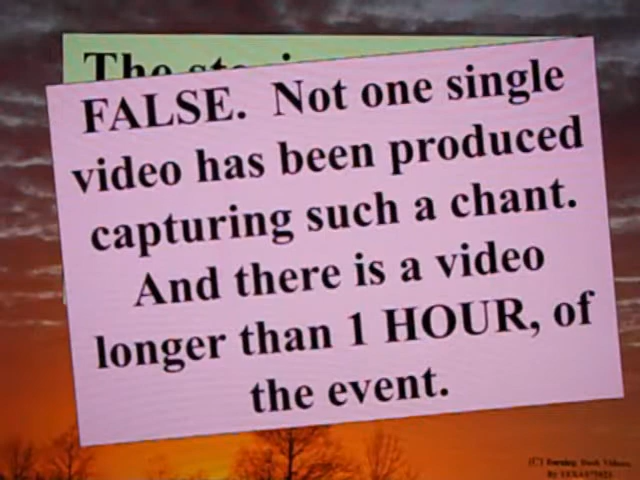 The
FALSE. Not one single
video has been produced
capturing such a chant.
And there is a video
longer than 1 HOUR, of
the event.